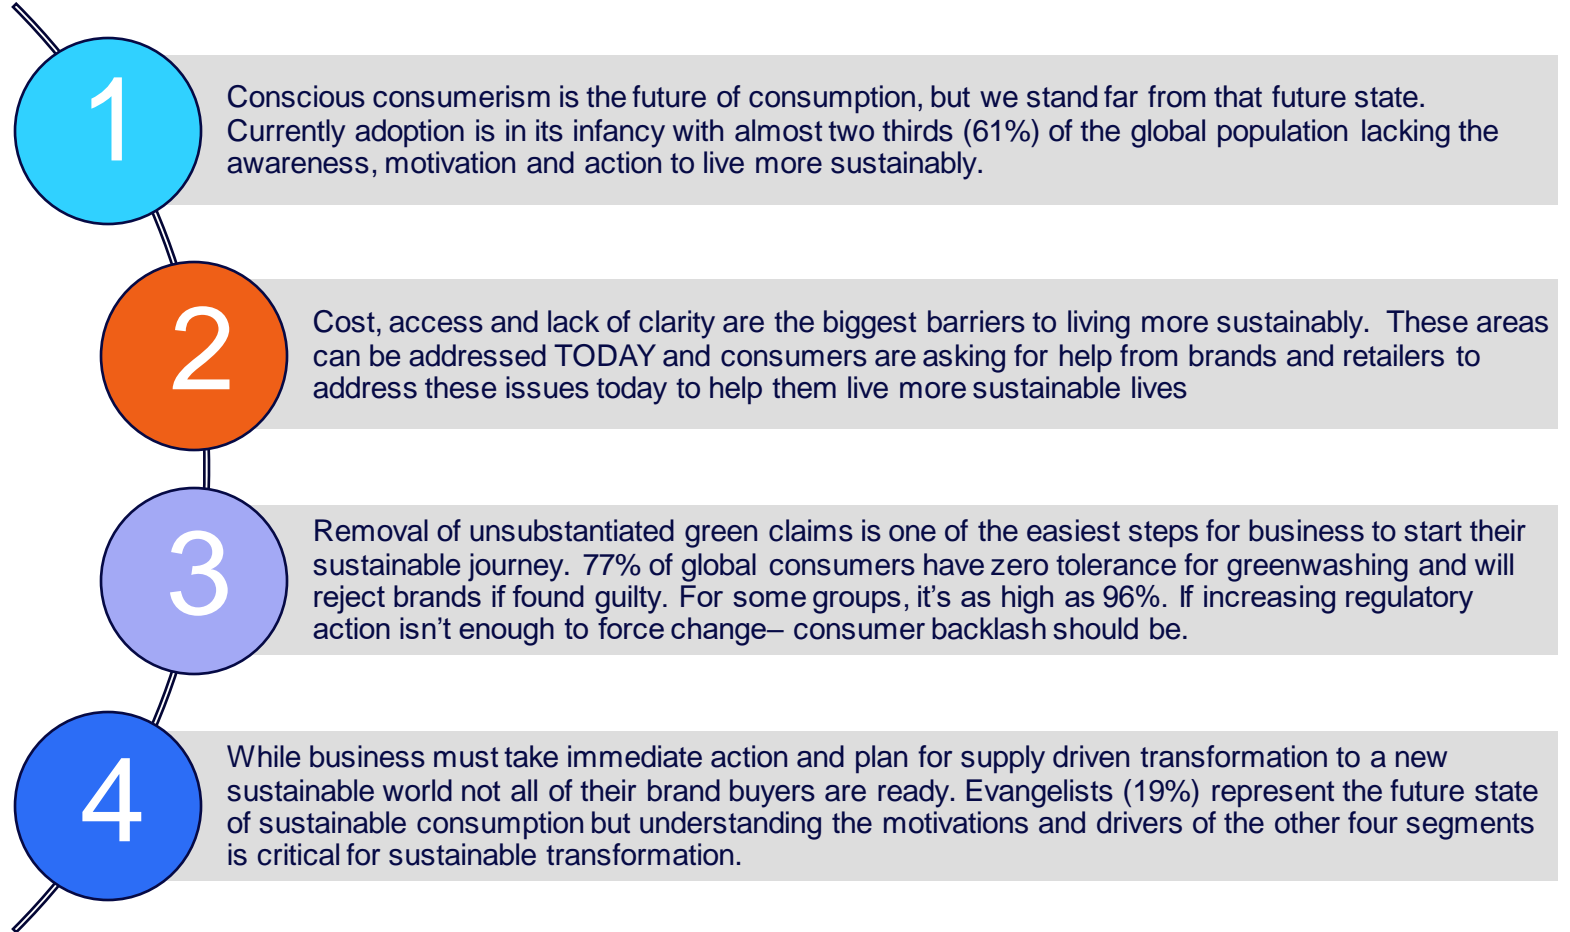 1
Conscious consumerism is the future of consumption, but we stand far from that future state.
Currently adoption is in its infancy with almost two thirds (61%) of the global population lacking the
awareness, motivation and action to live more sustainably.
2
Cost, access and lack of clarity are the biggest barriers to living more sustainably.  These areas
can be addressed TODAY and consumers are asking for help from brands and retailers to
address these issues today to help them live more sustainable lives
3
Removal of unsubstantiated green claims is one of the easiest steps for business to start their
sustainable journey. 77% of global consumers have zero tolerance for greenwashing and will
reject brands if found guilty. For some groups, it’s as high as 96%. If increasing regulatory
action isn’t enough to force change– consumer backlash should be.
4
While business must take immediate action and plan for supply driven transformation to a new
sustainable world not all of their brand buyers are ready. Evangelists (19%) represent the future state
of sustainable consumption but understanding the motivations and drivers of the other four segments
is critical for sustainable transformation.